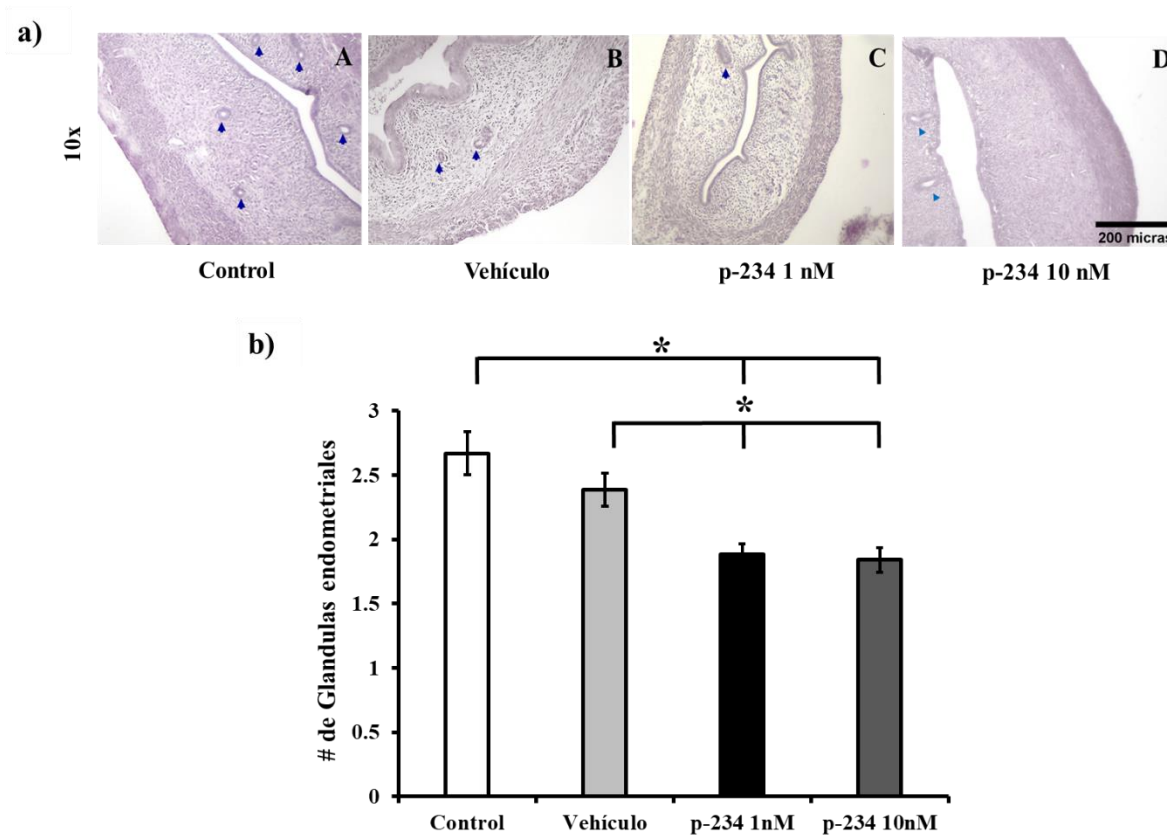 a)
10x
A
B
C
D
200 micras
Control
Vehículo
p-234 1 nM
p-234 10 nM
b)
*
*
# de Glandulas endometriales
3
2.5
2
1.5
1
0.5
0
Control
Vehículo
p-234 1nM
p-234 10nM